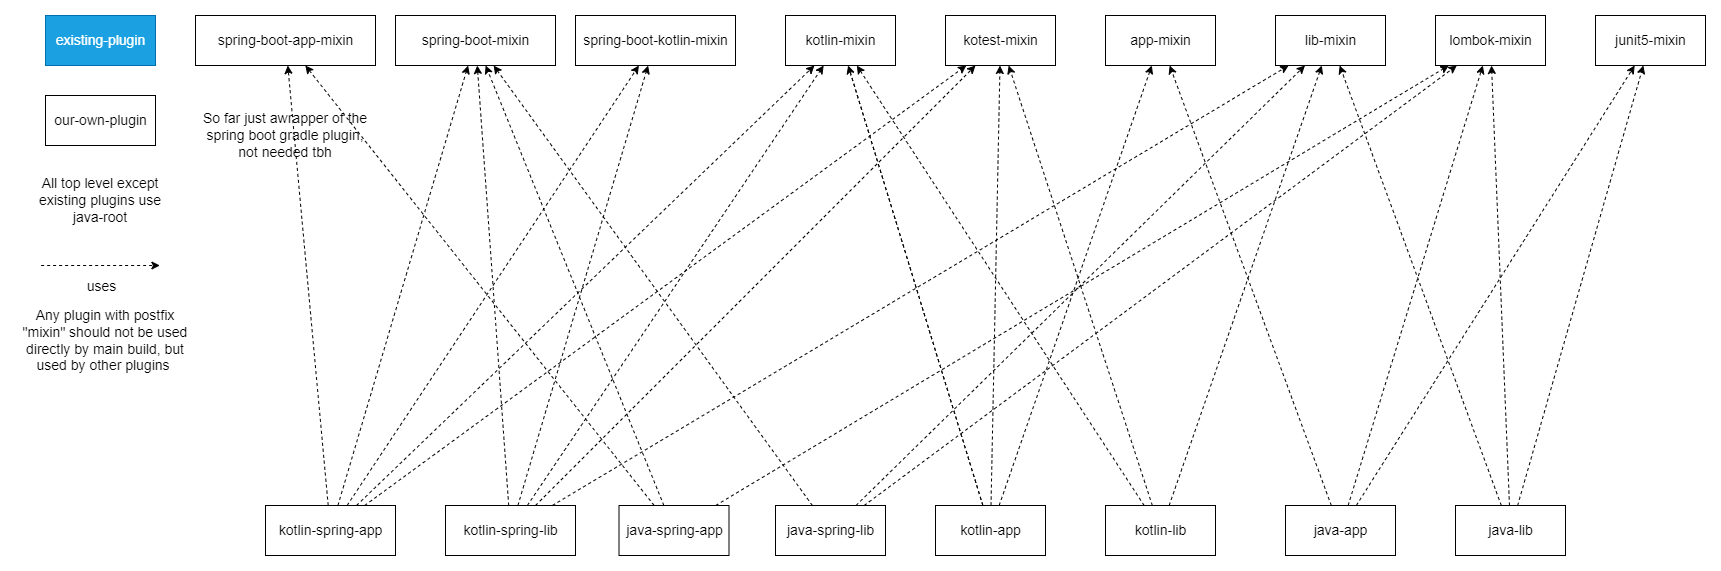 existing-plugin
spring-boot-app-mixin
spring-boot-mixin
spring-boot-kotlin-mixin
kotlin-mixin
kotest-mixin
app-mixin
lib-mixin
lombok-mixin
junit5-mixin
our-own-plugin
So far just awrapper of the
spring boot gradle plugin,
not needed tbh
All top level except
existing plugins use
java-root
uses
Any plugin with postfix
"mixin" should not be used
directly by main build, but
used by other plugins
kotlin-spring-app
kotlin-spring-lib
java-spring-app
java-spring-lib
kotlin-app
kotlin-lib
java-app
java-lib